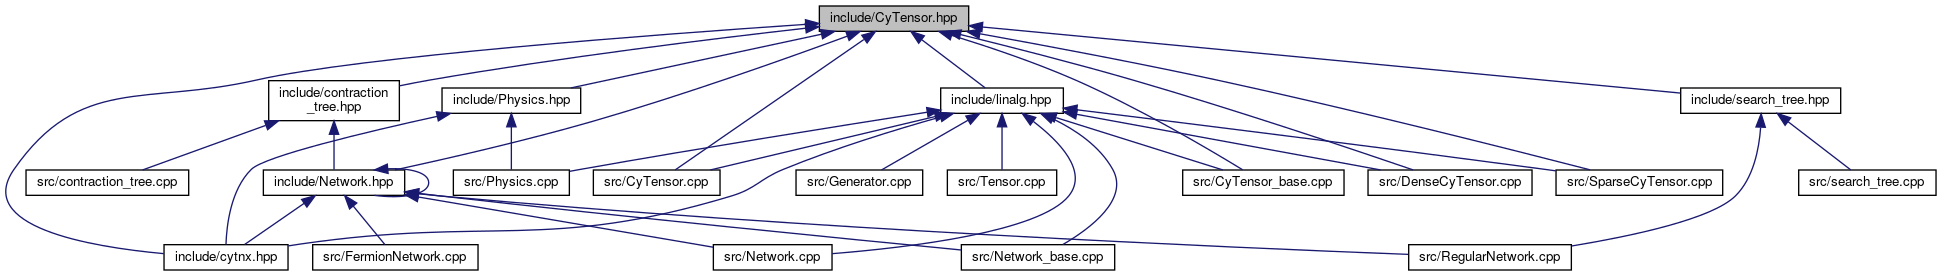 include/CyTensor.hpp
include/contraction
_tree.hpp
include/Physics.hpp
include/linalg.hpp
include/search_tree.hpp
src/contraction_tree.cpp
include/Network.hpp
src/Physics.cpp
src/CyTensor.cpp
src/Generator.cpp
src/Tensor.cpp
src/CyTensor_base.cpp
src/DenseCyTensor.cpp
src/SparseCyTensor.cpp
src/search_tree.cpp
include/cytnx.hpp
src/FermionNetwork.cpp
src/Network.cpp
src/Network_base.cpp
src/RegularNetwork.cpp